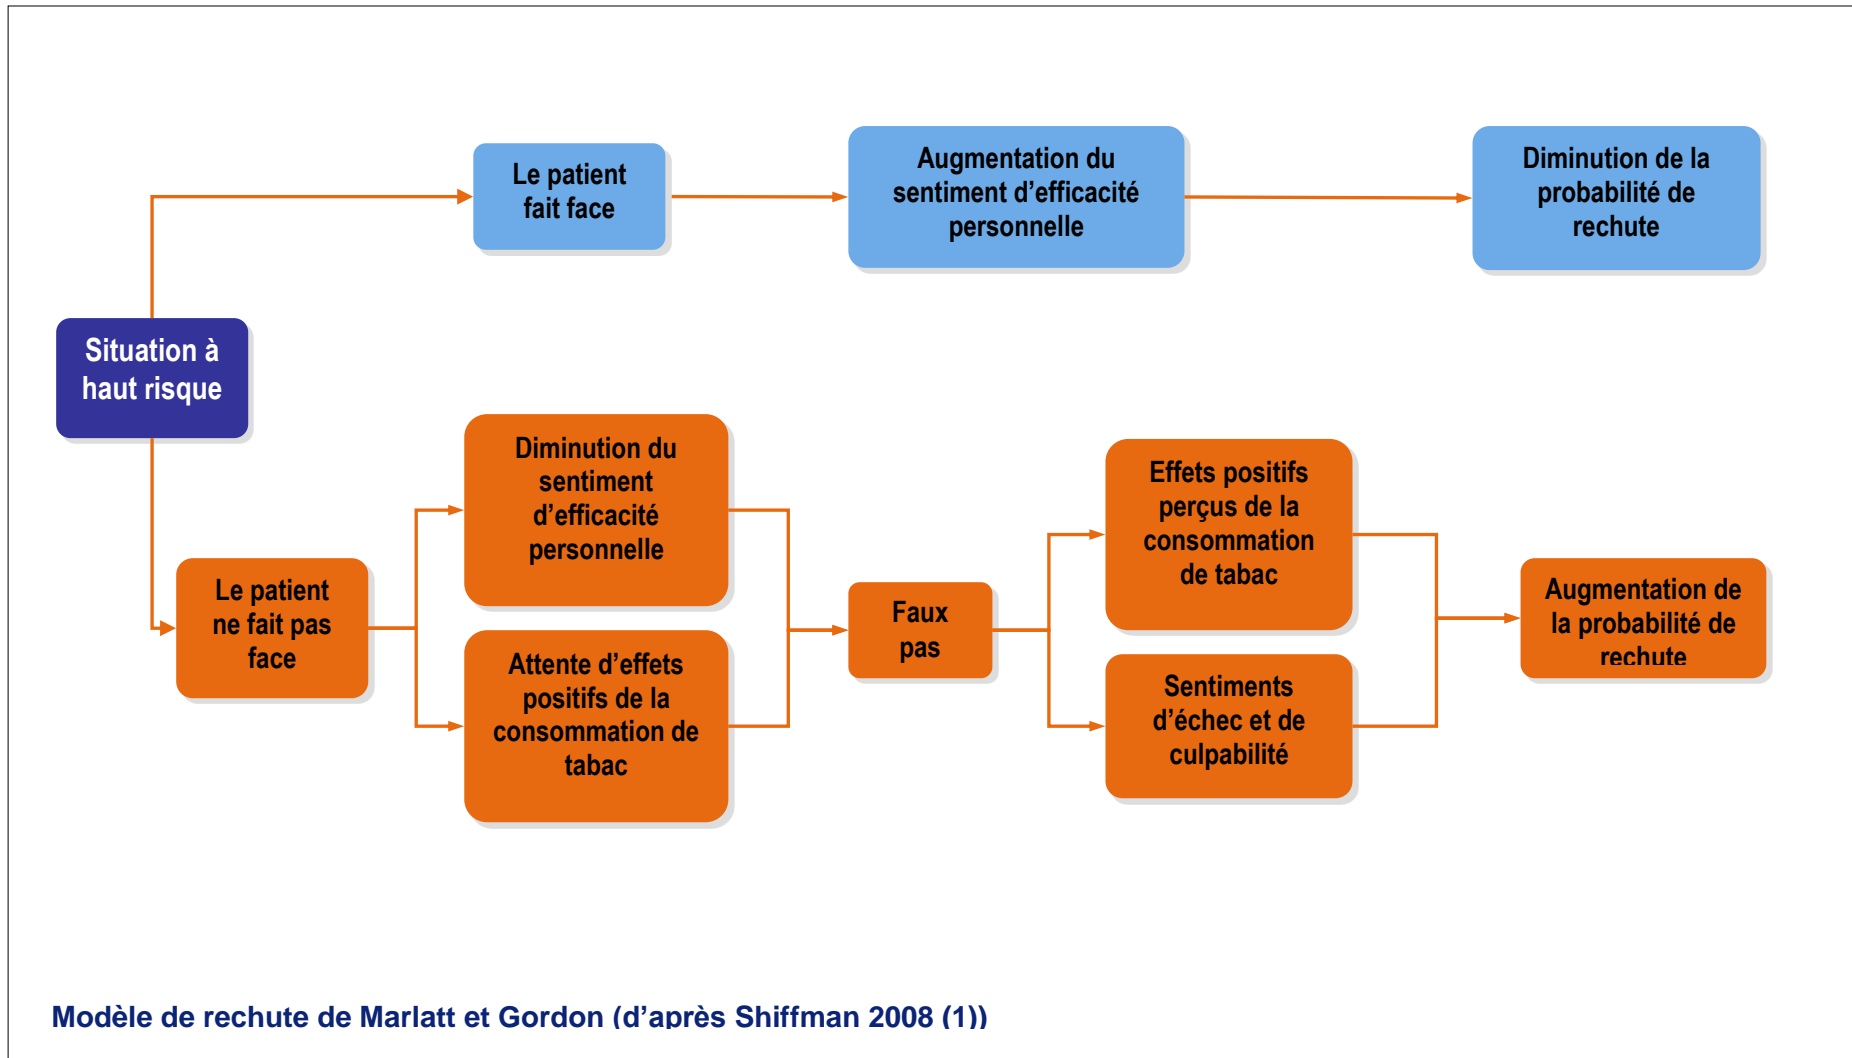 Le patient
fait face
Augmentation du
sentiment d’efficacité
personnelle
Diminution de la
probabilité de
rechute
Situation à
haut risque
Le patient
ne fait pas
face
Diminution du
sentiment
d’efficacité
personnelle
Attente d’effets
positifs de la
consommation de
tabac
Faux
pas
Effets positifs
perçus de la
consommation
de tabac
Sentiments
d’échec et de
culpabilité
Augmentation de
la probabilité de
rechute
Modèle de rechute de Marlatt et Gordon (d’après Shiffman 2008 (1))